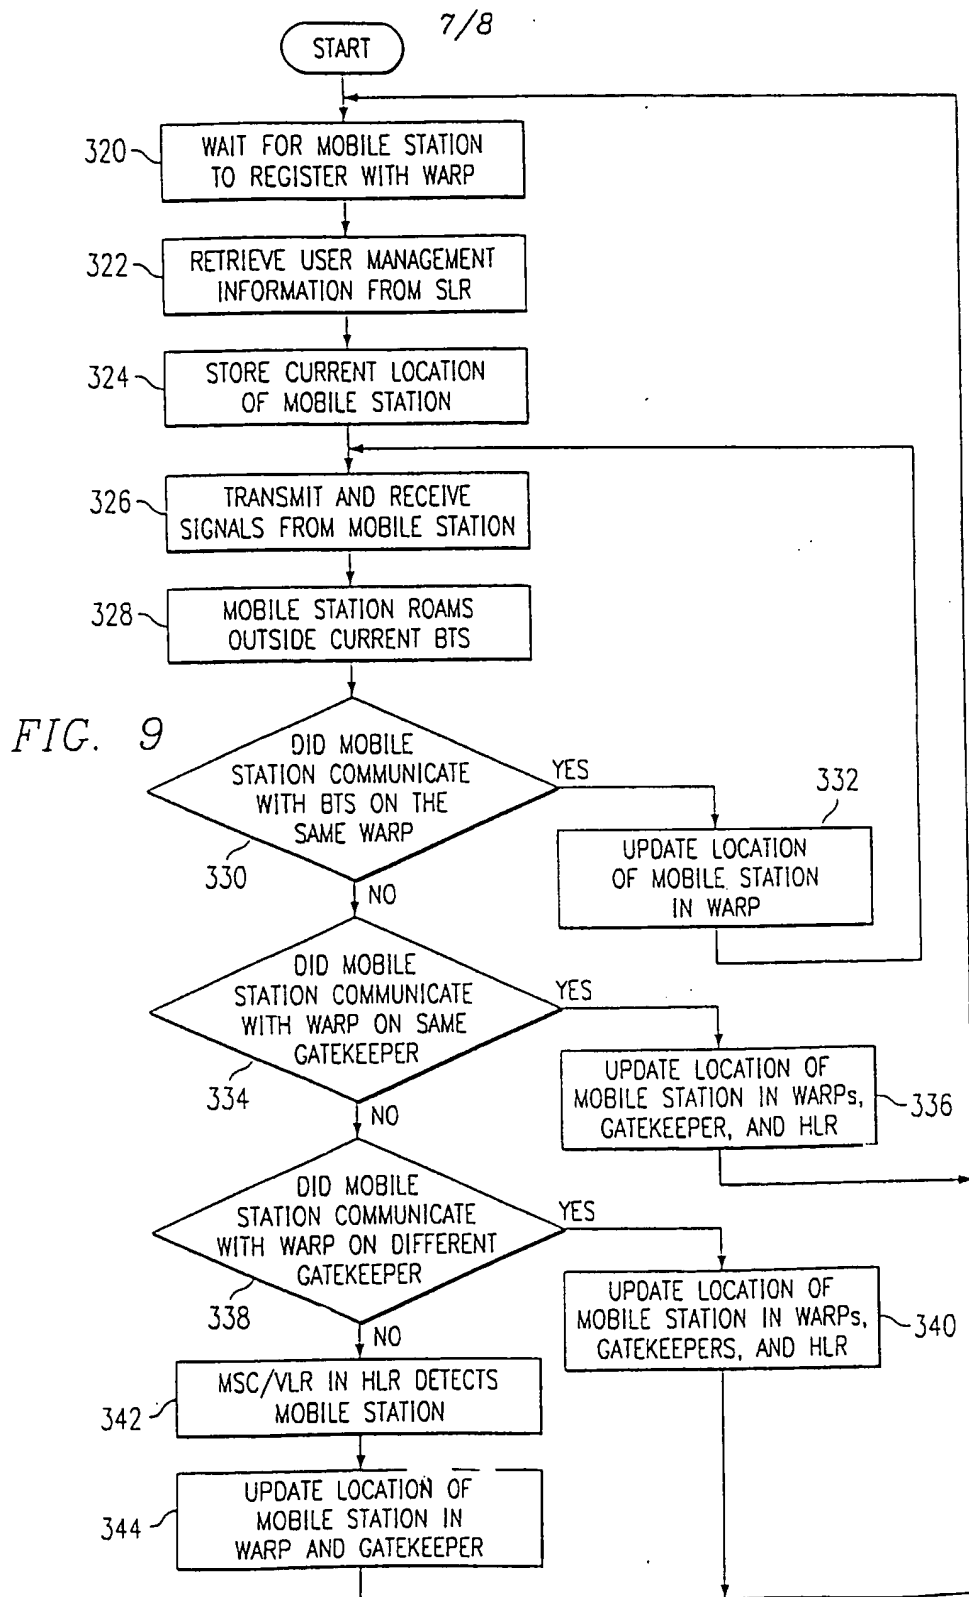 7/8
START
320
WAIT FOR MOBILE STATION
TO REGISTER WITH WARP
322
RETRIEVE USER MANAGEMENT
INFORMATION FROM SLR
324
STORE CURRENT LOCATION
OF MOBILE STATION
326
TRANSMIT AND RECEIVE
SIGNALS FROM MOBILE STATION
328
MOBILE STATION ROAMS
OUTSIDE CURRENT BTS
FIG. 9
DID MOBILE
STATION COMMUNICATE
WITH BTS ON THE
SAME WARP
330
YES
332
UPDATE LOCATION
OF MOBILE STATION
IN WARP
NO
DID MOBILE
STATION COMMUNICATE
WITH WARP ON SAME
GATEKEEPER
334
YES
UPDATE LOCATION OF
MOBILE STATION IN WARPs,
GATEKEEPER, AND HLR
336
NO
DID MOBILE
STATION COMMUNICATE
WITH WARP ON DIFFERENT
GATEKEEPER
338
YES
UPDATE LOCATION OF
MOBILE STATION IN WARPs,
GATEKEEPERS, AND HLR
340
NO
MSC/VLR IN HLR DETECTS
MOBILE STATION
342
UPDATE LOCATION OF
MOBILE STATION IN
WARP AND GATEKEEPER
344